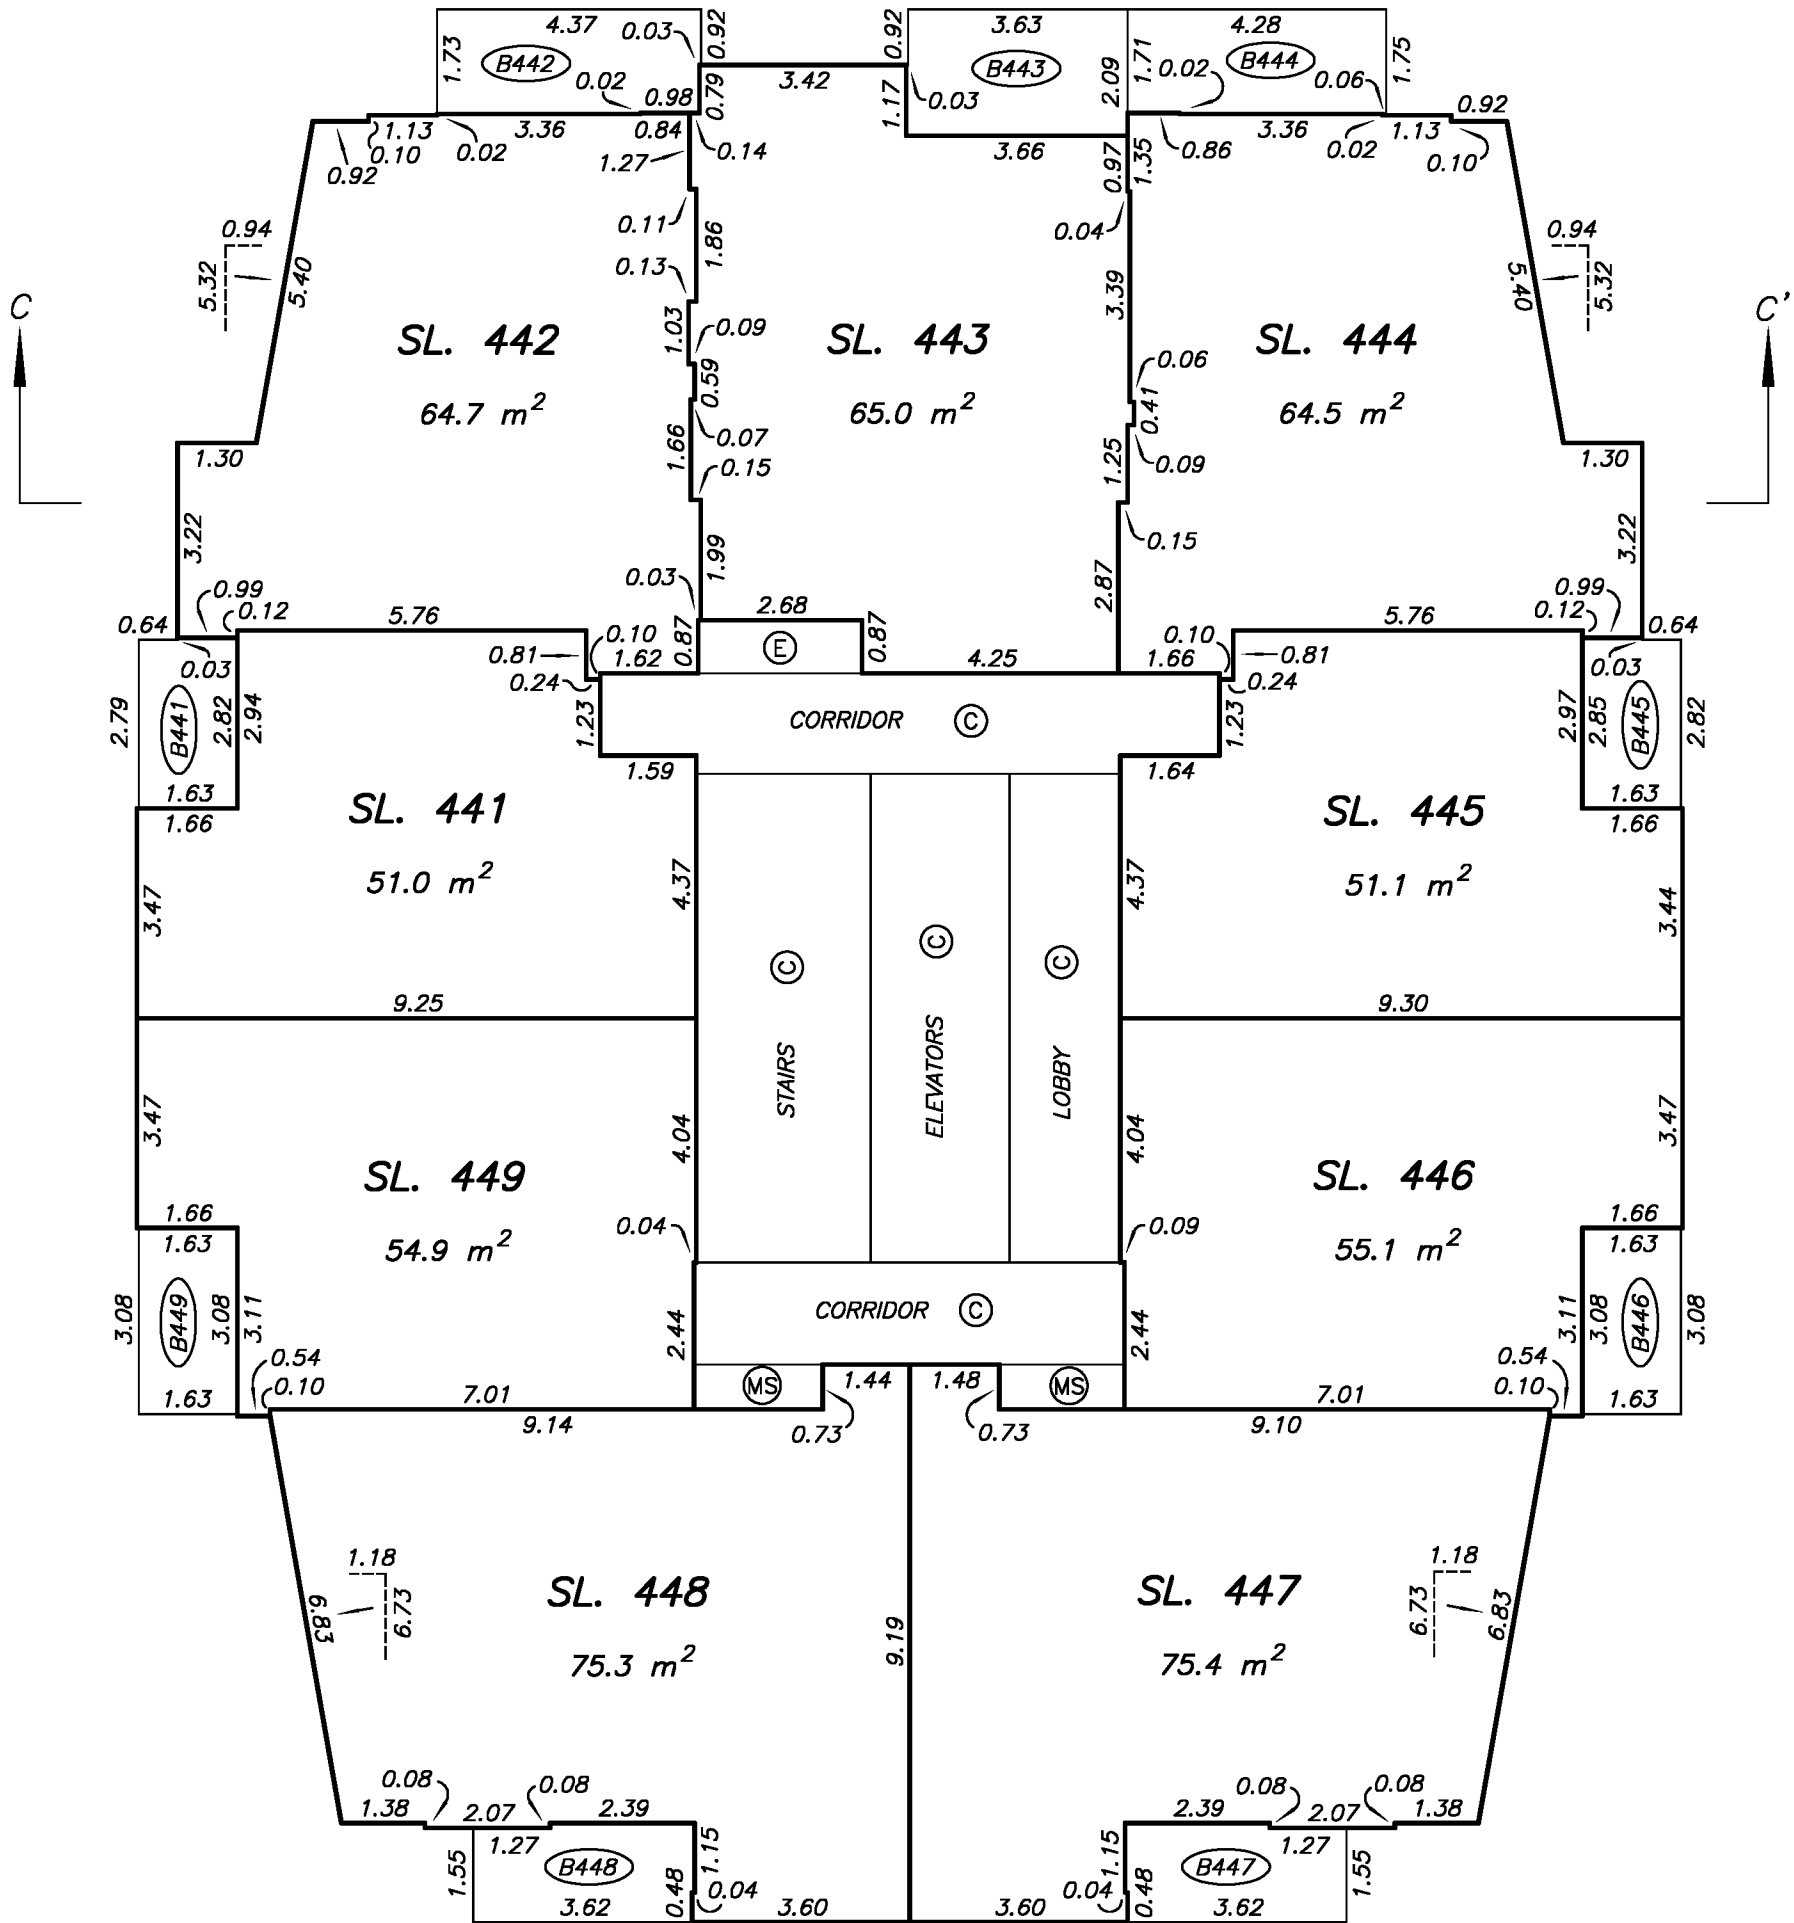 4.37 0.03 0.92 0.92 3.63 4.28
1.73 B442 B443 2.09 1.71 B444 1.75
0.02 0.98 0.79 3.42 1.17 0.03 0.02 0.06 0.92
1.13 3.36 0.84 3.36 1.13
0.10 0.02 0.14 3.66 0.86 0.02 0.10
0.92 1.27 0.97 1.35
0.94 0.11 1.86 0.04 0.94
5.32 5.40 0.13 3.39 5.40 5.32
C C'
1.03 0.09 0.06
SL. 442 SL. 443 SL. 444
0.59 0.41
64.7 m² 65.0 m² 64.5 m²
0.07
1.30 1.66 0.15 1.25 0.09 1.30
3.22 1.99 0.15 3.22
0.99 0.03 2.87 0.99
0.64 0.12 5.76 2.68 5.76 0.12 0.64
0.10 0.87 E 0.87 0.10
0.03 0.81 1.62 4.25 1.66 0.81 0.03
0.24 0.24
2.79 B441 2.82 2.94 1.23 CORRIDOR C 1.23 2.97 2.85 B445 2.82
1.63 1.59 1.64 1.63
1.66 SL. 441 SL. 445 1.66
51.0 m² 51.1 m²
3.47 4.37 4.37 3.44
C C C
9.25 9.30
STAIRS ELEVATORS LOBBY
3.47 4.04 4.04 3.47
SL. 449 SL. 446
1.66 0.04 0.09 1.66
1.63 54.9 m² 55.1 m² 1.63
3.08 B449 3.08 3.11 2.44 CORRIDOR C 2.44 3.11 3.08 B446 3.08
0.54 0.54
1.63 0.10 7.01 MS 1.44 1.48 MS 7.01 0.10 1.63
9.14 0.73 0.73 9.10
1.18 1.18
6.83 6.73 SL. 448 SL. 447 6.73 6.83
9.19
75.3 m² 75.4 m²
0.08 0.08 0.08 0.08
1.38 2.07 2.39 2.39 2.07 1.38
1.55 1.27 B448 1.15 1.15 B447 1.27 1.55
3.62 0.48 0.04 3.60 3.60 0.04 0.48 3.62